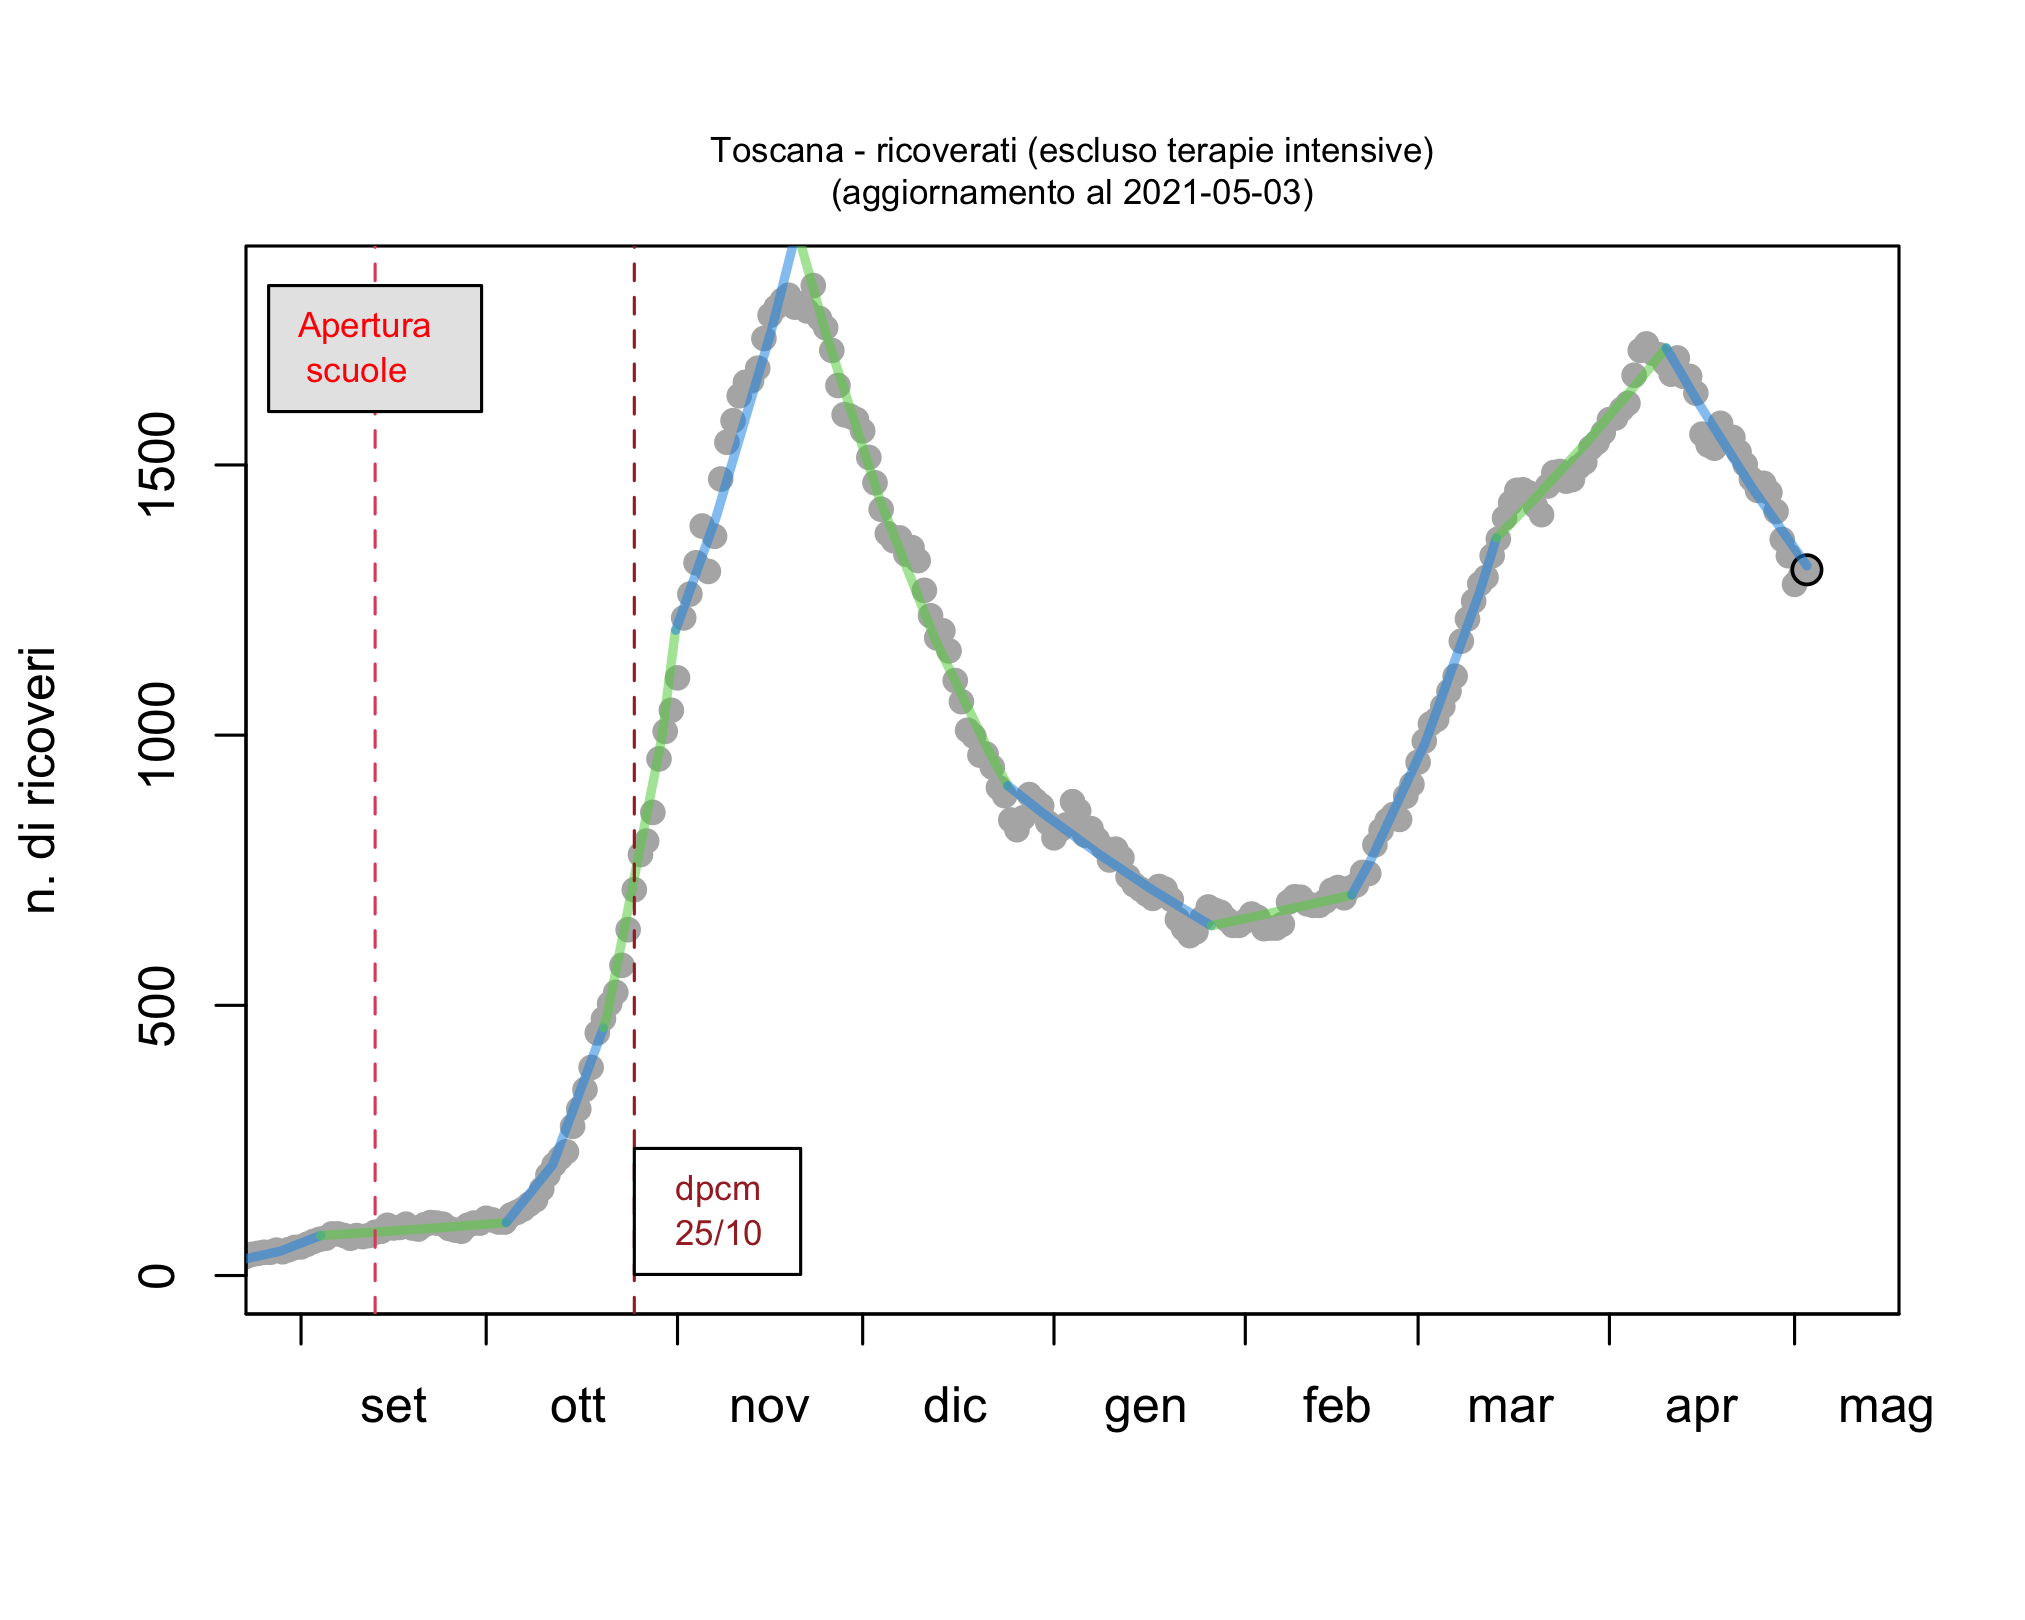 Toscana - ricoverati (escluso terapie intensive)
(aggiornamento al 2021-05-03)
Apertura
scuole
n. di ricoveri
1500
1000
500
0
dpcm
25/10
set ott nov dic gen feb mar apr mag